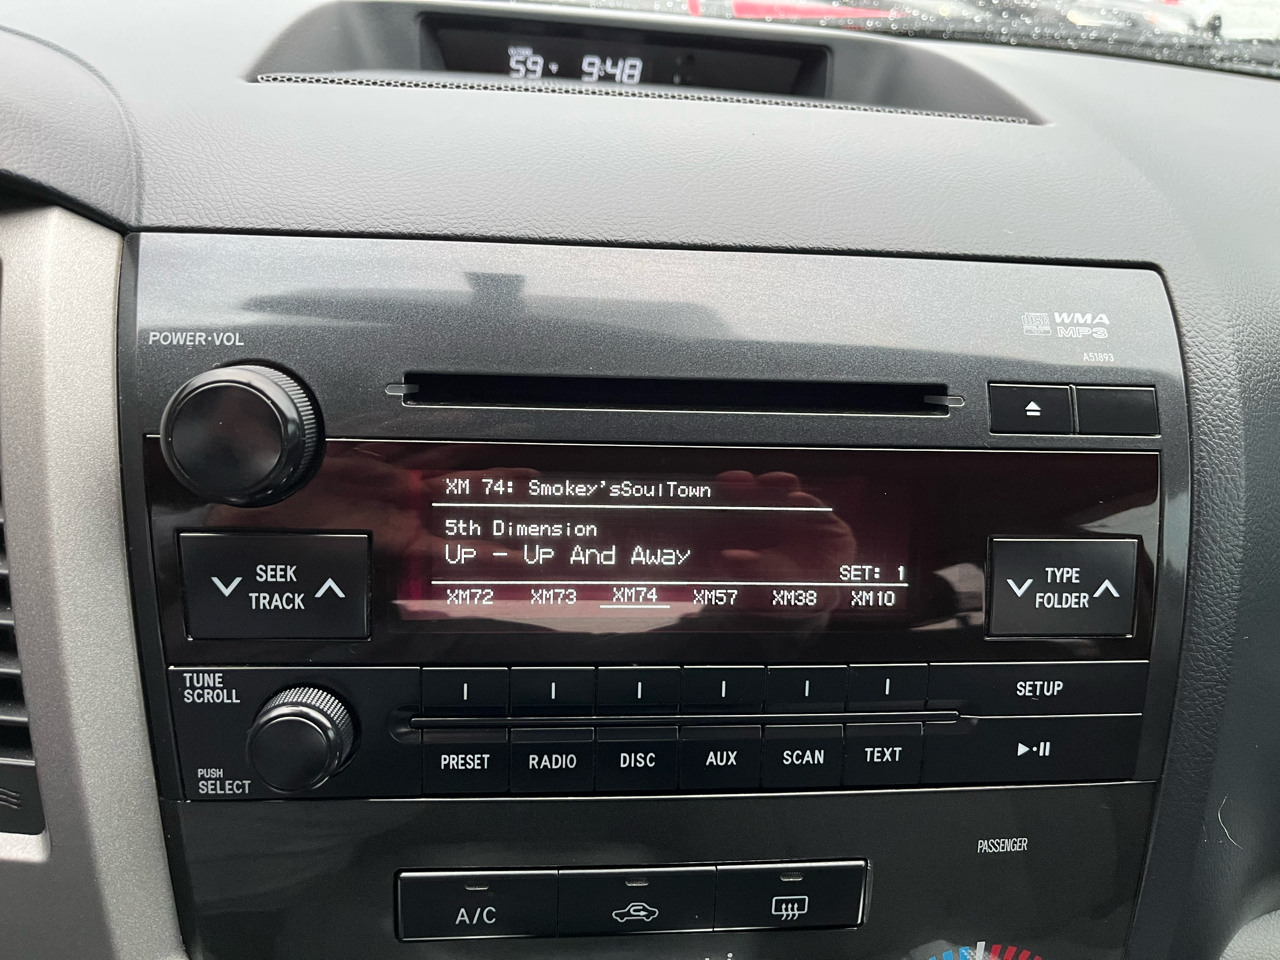 59 9:48
POWER·VOL
WMA
MP3
A51893
XM 74: Smokey'sSoulTown
5th Dimension
Up - Up And Away
SET: 1
XM72 XM73 XM74 XM57 XM38 XM10
SEEK
TRACK
TYPE
FOLDER
TUNE
SCROLL
SETUP
PRESET RADIO DISC AUX SCAN TEXT
PUSH
SELECT
PASSENGER
A/C